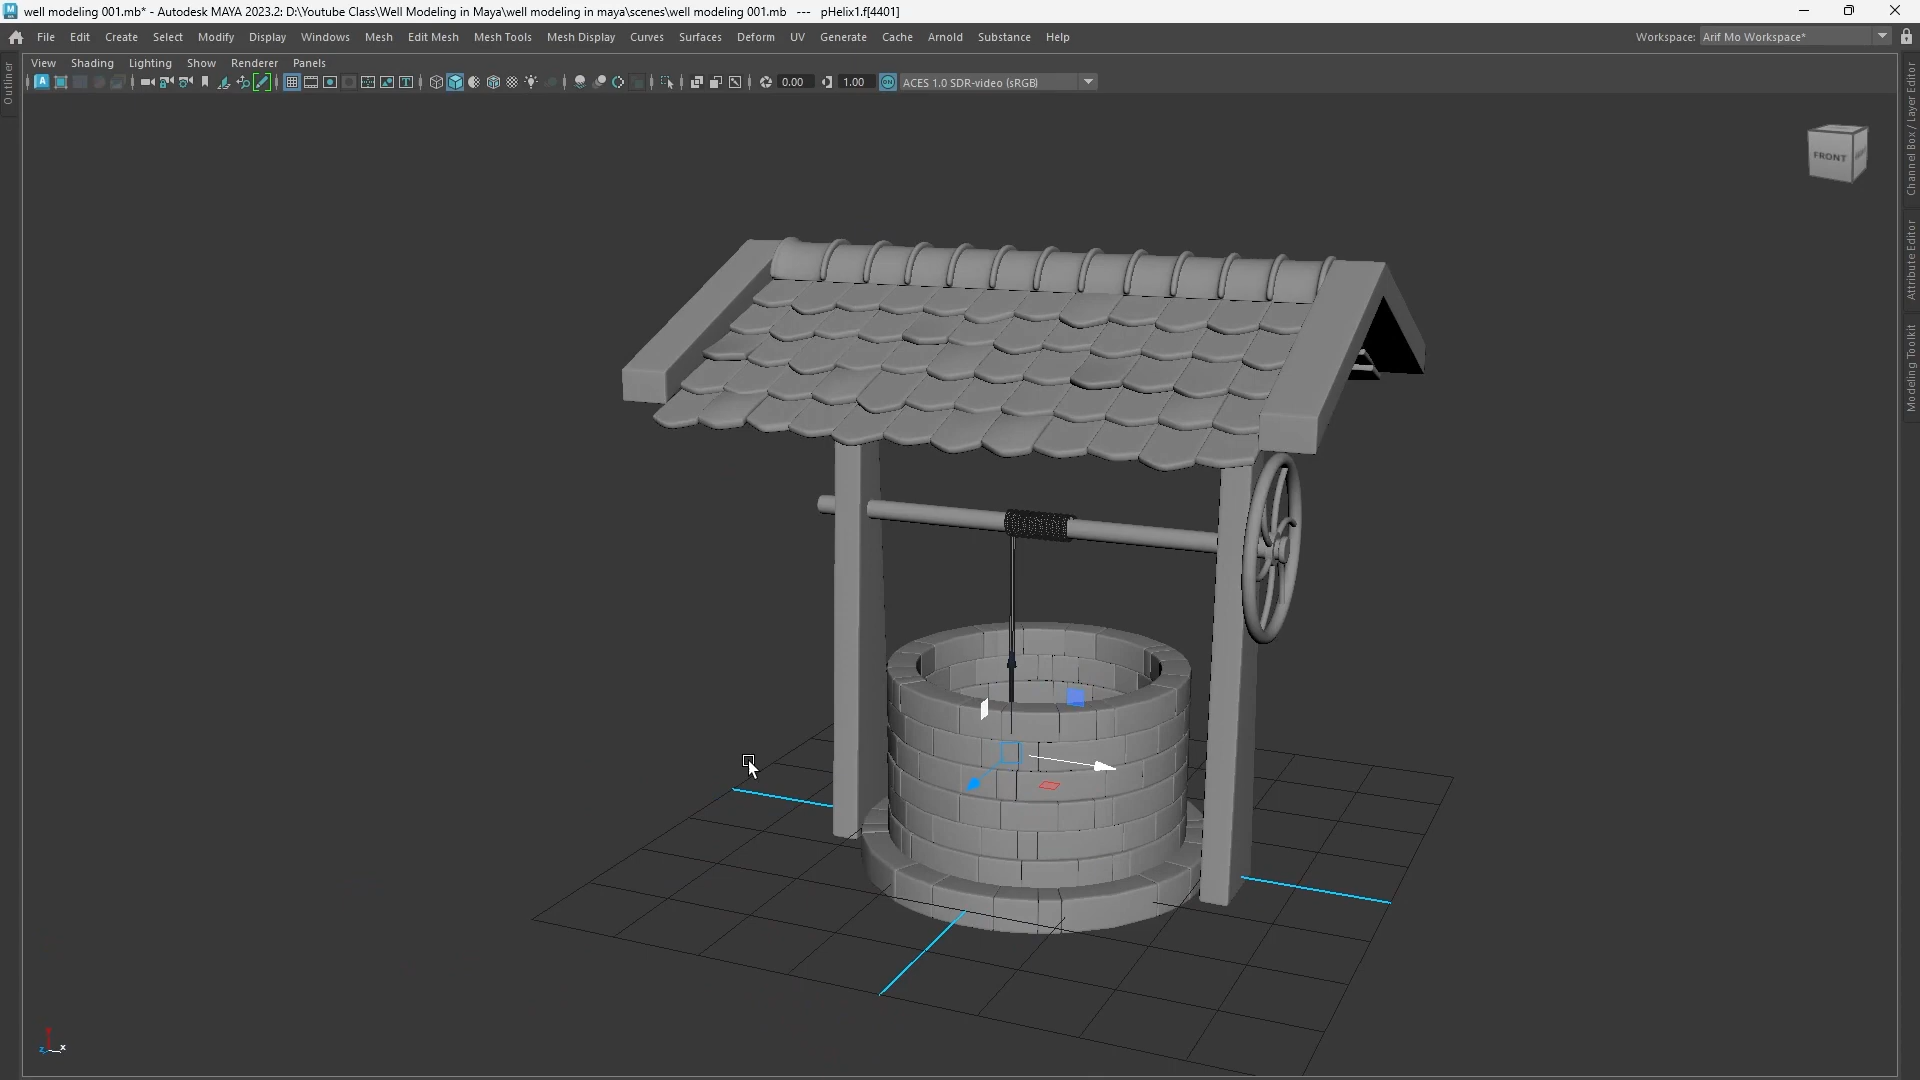 well modeling 001.mb* - Autodesk MAYA 2023.2: D:\Youtube Class\Well Modeling in Maya\well modeling in maya\scenes\well modeling 001.mb --- pHelix1.f[4401]
File Edit Create Select Modify Display Windows Mesh Edit Mesh Mesh Tools Mesh Display Curves Surfaces Deform UV Generate Cache Arnold Substance Help Workspace: Arif Mo Workspace*
View Shading Lighting Show Renderer Panels
0.00 1.00 ON ACES 1.0 SDR-video (sRGB)
Outliner
Channel Box / Layer Editor
Attribute Editor
Modeling Toolkit
FRONT
z x